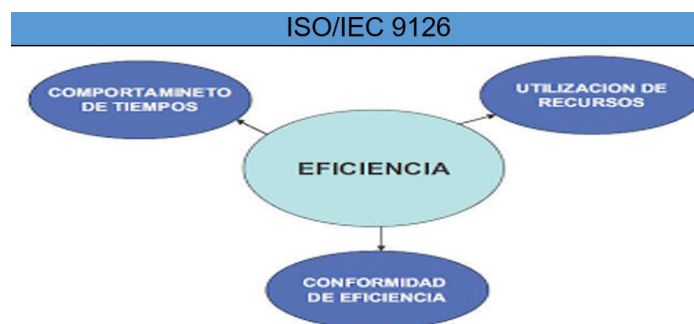 ISO/IEC 9126
COMPORTAMINETO
DE TIEMPOS
UTILIZACION DE
RECURSOS
EFICIENCIA
CONFORMIDAD
DE EFICIENCIA